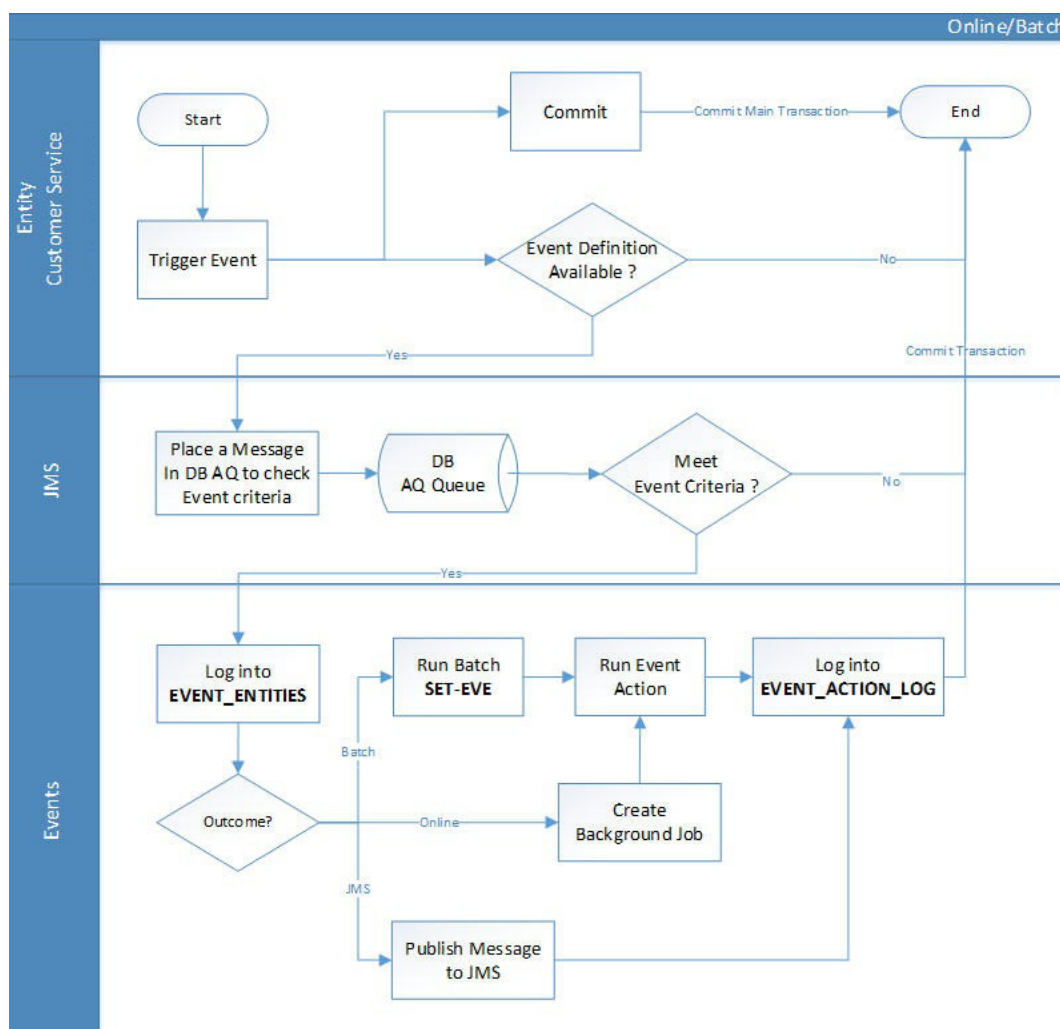 Online/Batch
Entity
Customer Service
Start
Commit
Commit Main Transaction
End
Trigger Event
Event Definition
Available ?
No
Yes
Commit Transaction
JMS
Place a Message
In DB AQ to check
Event criteria
DB
AQ Queue
Meet
Event Criteria ?
No
Yes
Events
Log into
EVENT_ENTITIES
Run Batch
SET-EVE
Run Event
Action
Log into
EVENT_ACTION_LOG
Batch
Outcome?
Online
Create
Background Job
JMS
Publish Message
to JMS